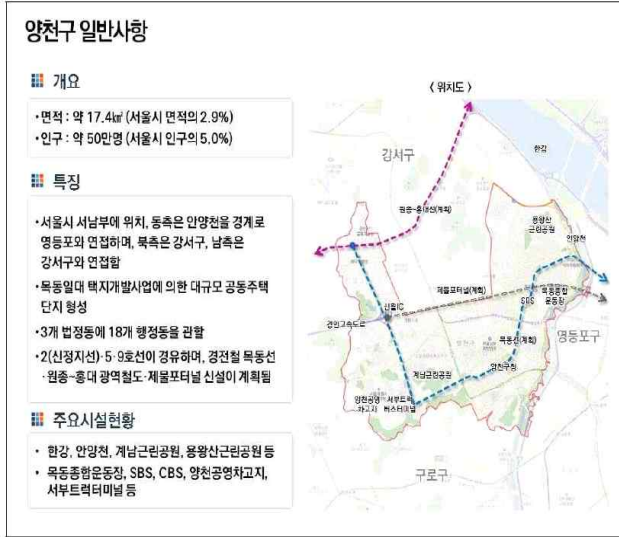 양천구 일반사항
개요
•면적 : 약 17.4㎢ (서울시 면적의 2.9%)
•인구 : 약 50만명 (서울시 인구의 5.0%)
특징
•서울시 서남부에 위치, 동측은 안양천을 경계로
영등포와 연접하며, 북측은 강서구, 남측은
강서구와 연접함
•목동일대 택지개발사업에 의한 대규모 공동주택
단지 형성
•3개 법정동에 18개 행정동을 관할
•2(신정지선)·5·9호선이 경유하며, 경전철 목동선
·원종~홍대 광역철도·제물포터널 신설이 계획됨
주요시설현황
• 한강, 안양천, 계남근린공원, 용왕산근린공원 등
• 목동종합운동장, SBS, CBS, 양천공영차고지,
서부트럭터미널 등
< 위치도 >
한강
강서구
원종~홍대선(계획)
용왕산
근린공원
안양천
제물포터널(계획)
신월IC
SBS
목동종합
운동장
경인고속도로
영등포구
목동선(계획)
양천구청
계남근린공원
양천공영
차고지
서부트럭
터미널
구로구